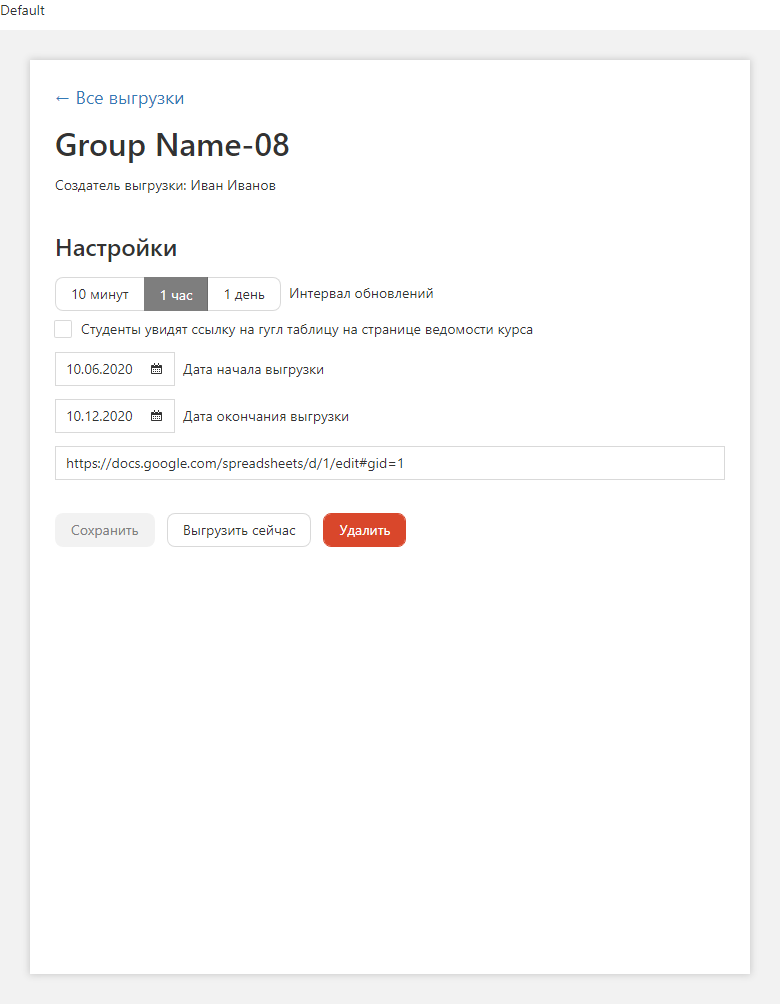 Default
← Все выгрузки
Group Name-08
Создатель выгрузки: Иван Иванов
Настройки
10 минут 1 час 1 день Интервал обновлений
Студенты увидят ссылку на гугл таблицу на странице ведомости курса
10.06.2020 Дата начала выгрузки
10.12.2020 Дата окончания выгрузки
https://docs.google.com/spreadsheets/d/1/edit#gid=1
Сохранить Выгрузить сейчас Удалить